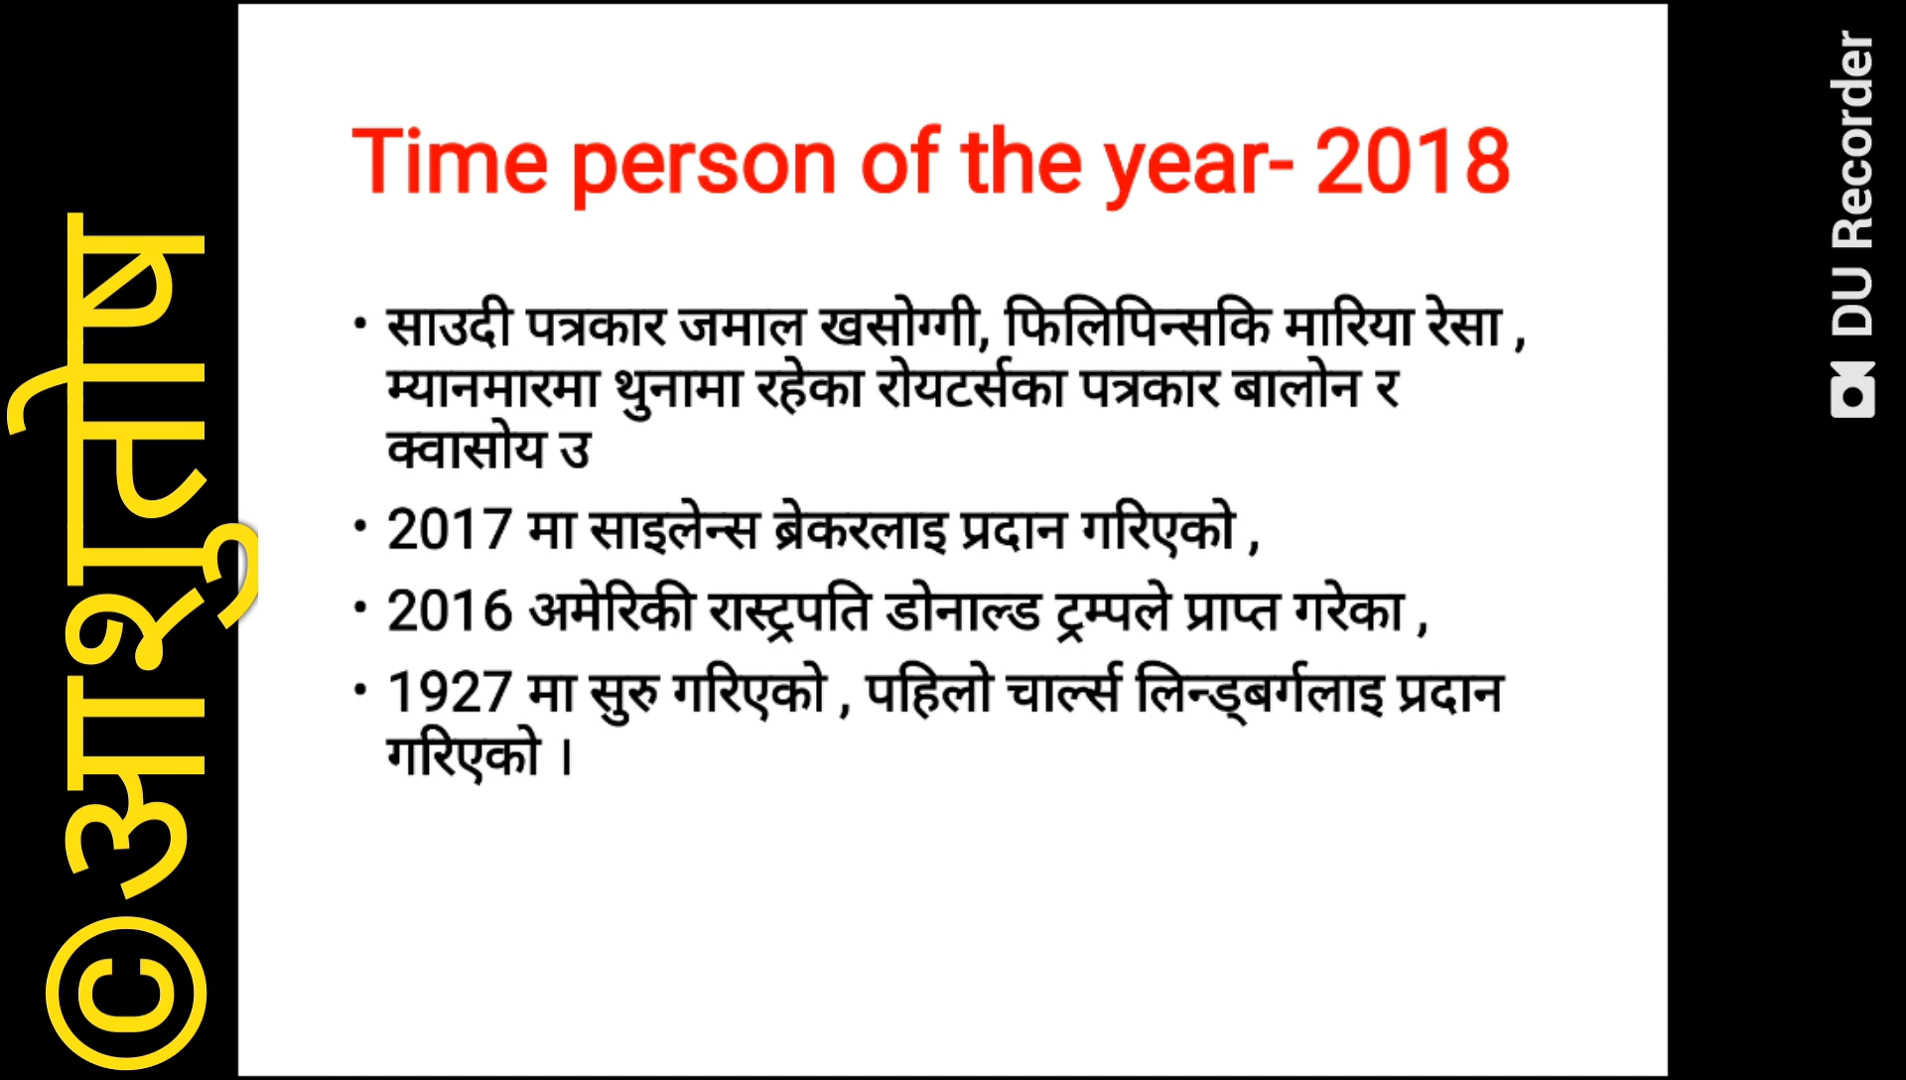 Time person of the year- 2018
• साउदी पत्रकार जमाल खसोग्गी, फिलिपिन्सकि मारिया रेसा ,
म्यानमारमा थुनामा रहेका रोयटर्सका पत्रकार बालोन र
क्वासोय उ
• 2017 मा साइलेन्स ब्रेकरलाइ प्रदान गरिएको ,
• 2016 अमेरिकी रास्ट्रपति डोनाल्ड ट्रम्पले प्राप्त गरेका ,
• 1927 मा सुरु गरिएको , पहिलो चार्ल्स लिन्ड्बर्गलाइ प्रदान
गरिएको ।
©आशुतोष
DU Recorder